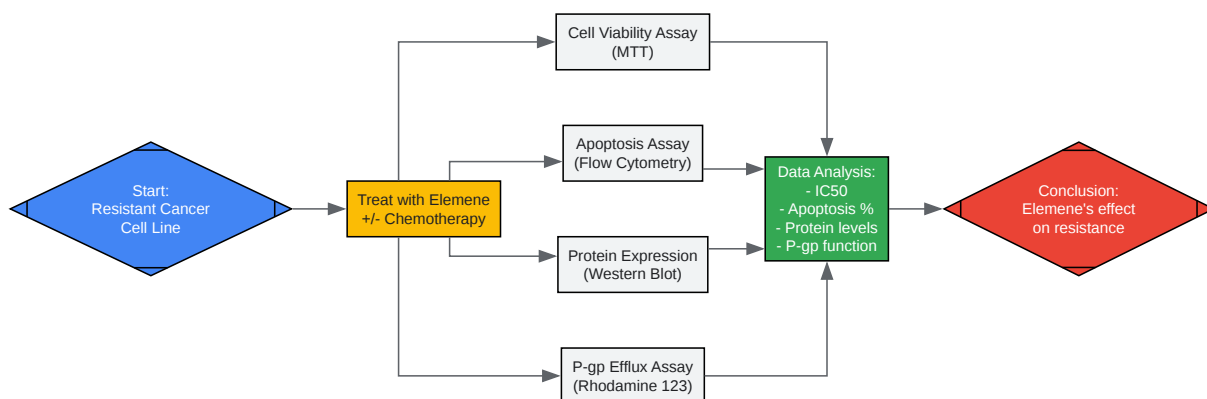 Start:
Resistant Cancer
Cell Line
Treat with Elemene
+/- Chemotherapy
Cell Viability Assay
(MTT)
Apoptosis Assay
(Flow Cytometry)
Protein Expression
(Western Blot)
P-gp Efflux Assay
(Rhodamine 123)
Data Analysis:
- IC50
- Apoptosis %
- Protein levels
- P-gp function
Conclusion:
Elemene's effect
on resistance